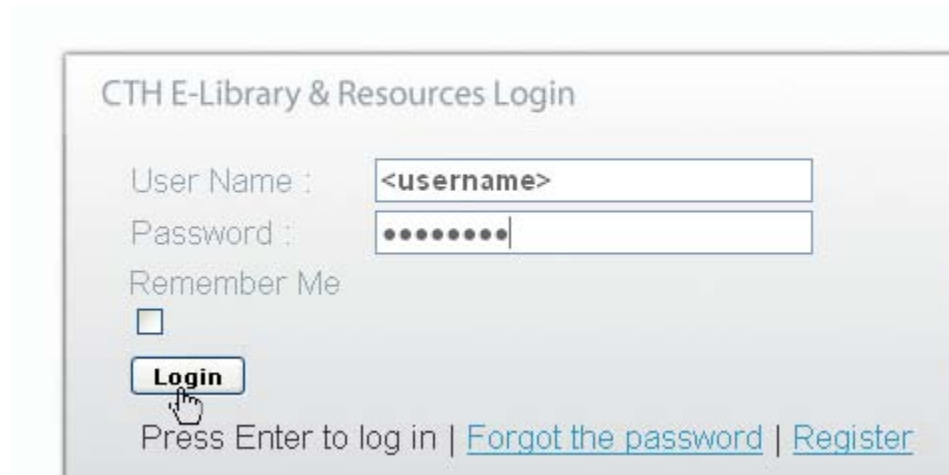 CTH E-Library & Resources Login
User Name : <username>
Password : ●●●●●●●●
Remember Me
Login
Press Enter to log in | Forgot the password | Register